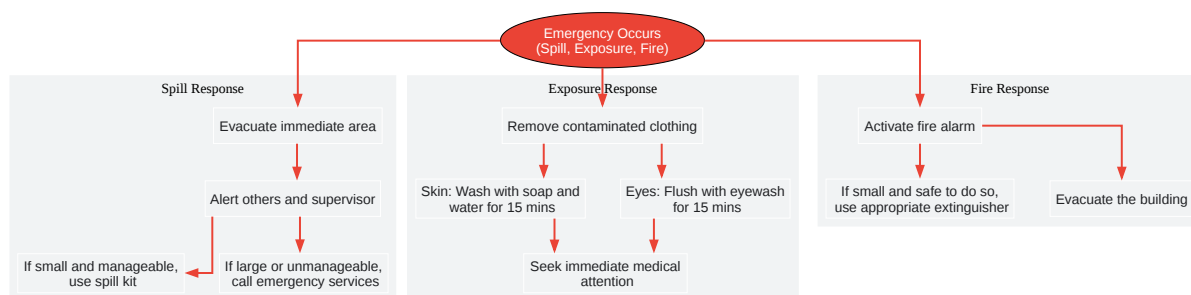 Emergency Occurs
(Spill, Exposure, Fire)
Spill Response
Evacuate immediate area
Alert others and supervisor
If small and manageable,
use spill kit
If large or unmanageable,
call emergency services
Exposure Response
Remove contaminated clothing
Skin: Wash with soap and
water for 15 mins
Eyes: Flush with eyewash
for 15 mins
Seek immediate medical
attention
Fire Response
Activate fire alarm
If small and safe to do so,
use appropriate extinguisher
Evacuate the building